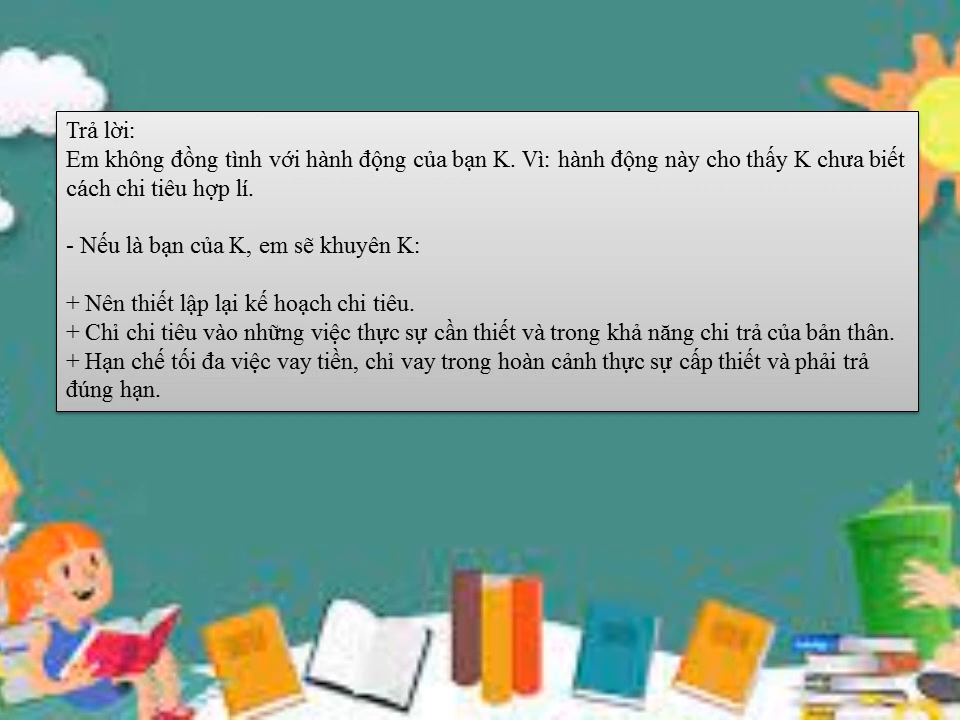 Trả lời:
Em không đồng tình với hành động của bạn K. Vì: hành động này cho thấy K chưa biết
cách chi tiêu hợp lí.
- Nếu là bạn của K, em sẽ khuyên K:
+ Nên thiết lập lại kế hoạch chi tiêu.
+ Chỉ chi tiêu vào những việc thực sự cần thiết và trong khả năng chi trả của bản thân.
+ Hạn chế tối đa việc vay tiền, chỉ vay trong hoàn cảnh thực sự cấp thiết và phải trả
đúng hạn.